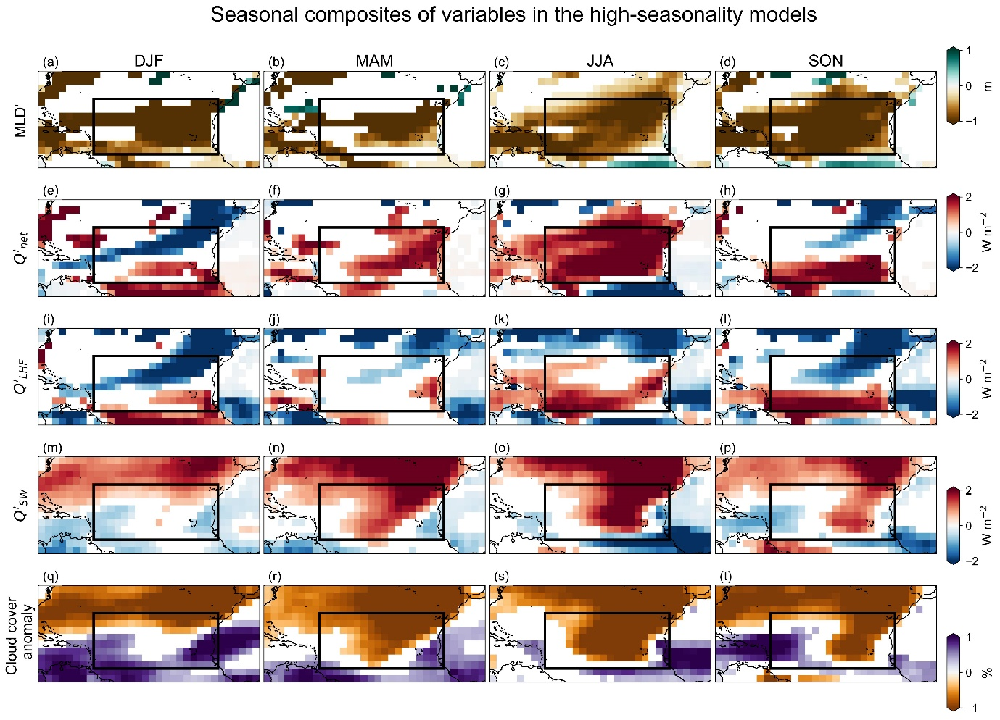 Seasonal composites of variables in the high-seasonality models
(a) DJF (b) MAM (c) JJA (d) SON
MLD'
1
0
−1
m
(e) (f) (g) (h)
Q'net
2
0
−2
W m−2
(i) (j) (k) (l)
Q'LHF
2
0
−2
W m−2
(m) (n) (o) (p)
Q'SW
2
0
−2
W m−2
(q) (r) (s) (t)
Cloud cover
anomaly
1
0
−1
%